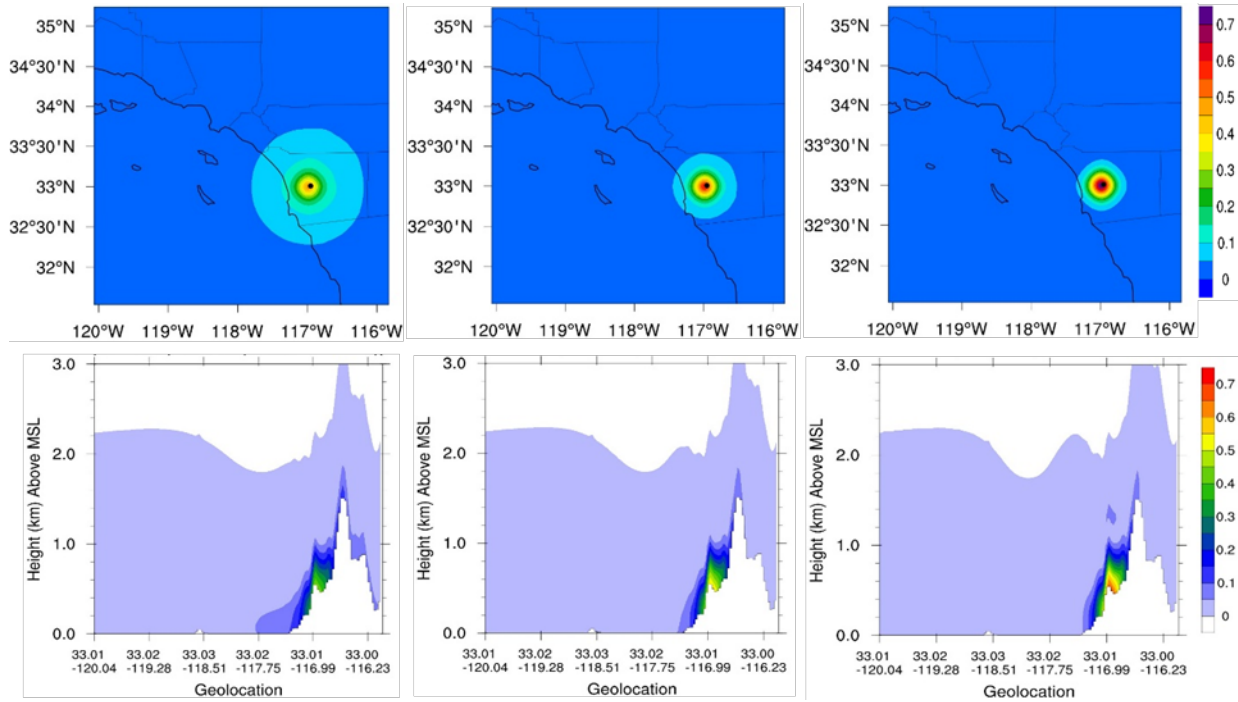 35°N
34°30'N
34°N
33°30'N
33°N
32°30'N
32°N
120°W 119°W 118°W 117°W 116°W
35°N
34°30'N
34°N
33°30'N
33°N
32°30'N
32°N
120°W 119°W 118°W 117°W 116°W
35°N
34°30'N
34°N
33°30'N
33°N
32°30'N
32°N
120°W 119°W 118°W 117°W 116°W
0.7
0.6
0.5
0.4
0.3
0.2
0.1
0
Height (km) Above MSL
3.0
2.0
1.0
0.0
33.01 33.02 33.03 33.02 33.01 33.00
-120.04 -119.28 -118.51 -117.75 -116.99 -116.23
Geolocation
Height (km) Above MSL
3.0
2.0
1.0
0.0
33.01 33.02 33.03 33.02 33.01 33.00
-120.04 -119.28 -118.51 -117.75 -116.99 -116.23
Geolocation
Height (km) Above MSL
3.0
2.0
1.0
0.0
33.01 33.02 33.03 33.02 33.01 33.00
-120.04 -119.28 -118.51 -117.75 -116.99 -116.23
Geolocation
0.7
0.6
0.5
0.4
0.3
0.2
0.1
0